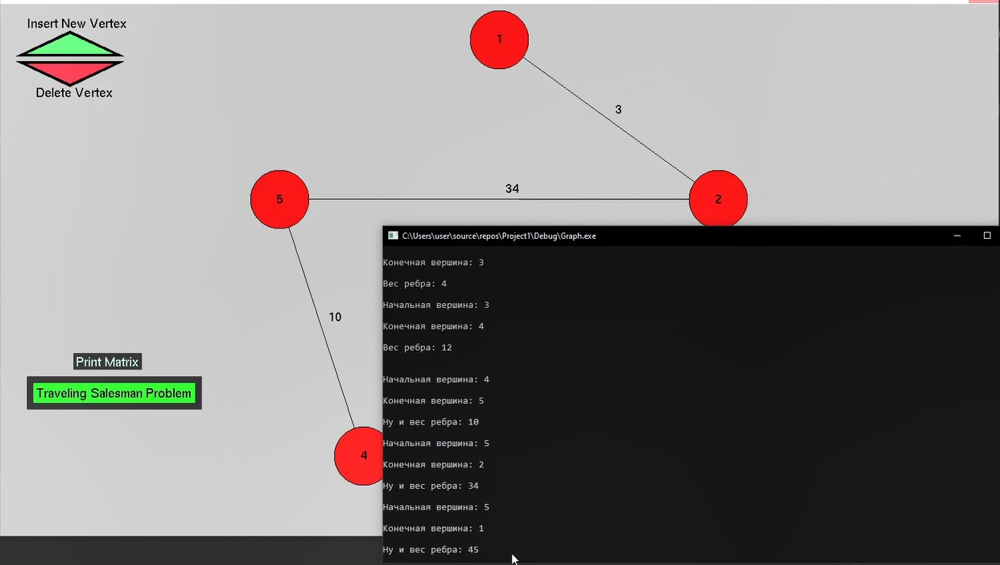 Insert New Vertex
Delete Vertex
1
3
5
34
2
10
4
Print Matrix
Traveling Salesman Problem
C:\Users\user\source\repos\Project1\Debug\Graph.exe
Конечная вершина: 3
Вес ребра: 4
Начальная вершина: 3
Конечная вершина: 4
Вес ребра: 12
Начальная вершина: 4
Конечная вершина: 5
Ну и вес ребра: 10
Начальная вершина: 5
Конечная вершина: 2
Ну и вес ребра: 34
Начальная вершина: 5
Конечная вершина: 1
Ну и вес ребра: 45